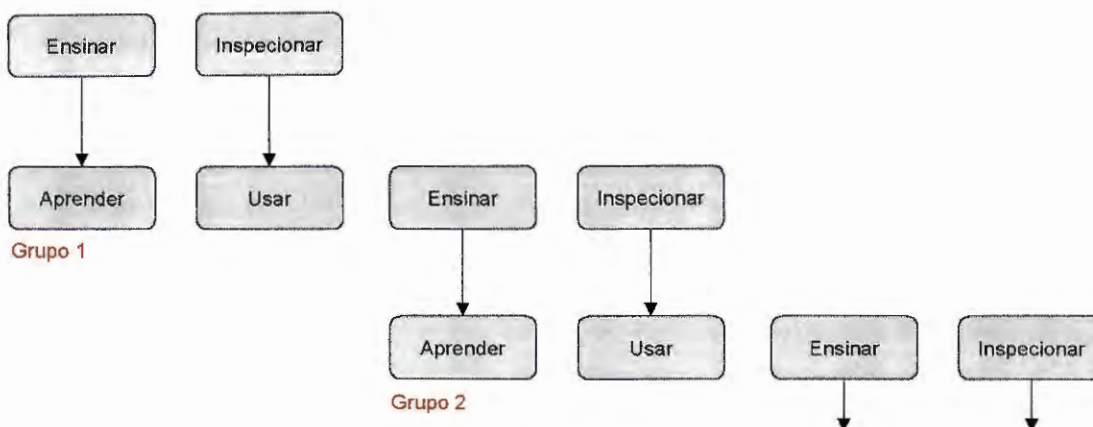 Ensinar
Inspecionar
Aprender
Usar
Grupo 1
Ensinar
Inspecionar
Aprender
Usar
Grupo 2
Ensinar
Inspecionar